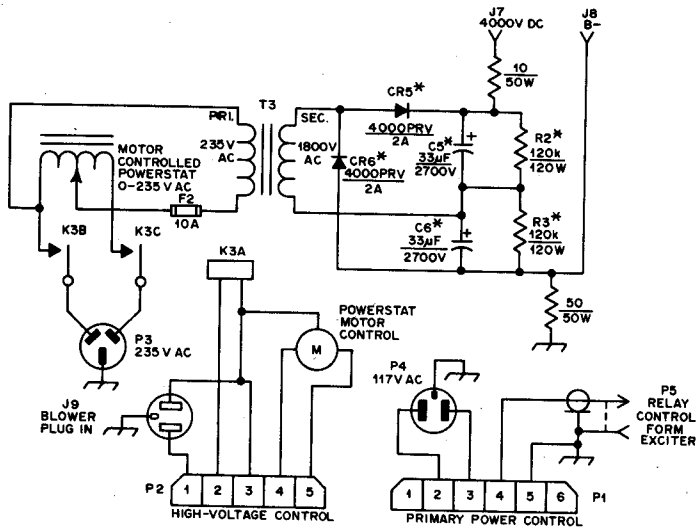 J7
4000V DC
J8
B-
10
50W
CR5*
4000PRV
2A
T3
PRI.
SEC.
235V
AC
1800V
AC
CR6*
4000PRV
2A
C5*
33µF
2700V
R2*
120k
120W
MOTOR
CONTROLLED
POWERSTAT
0-235 V AC
F2
10A
C6*
33µF
2700V
R3*
120k
120W
K3B
K3C
K3A
50
50W
P3
235 V AC
POWERSTAT
MOTOR
CONTROL
M
P4
117V AC
P5
RELAY
CONTROL
FORM
EXCITER
J9
BLOWER
PLUG IN
P2
1 2 3 4 5
HIGH-VOLTAGE CONTROL
1 2 3 4 5 6
P1
PRIMARY POWER CONTROL